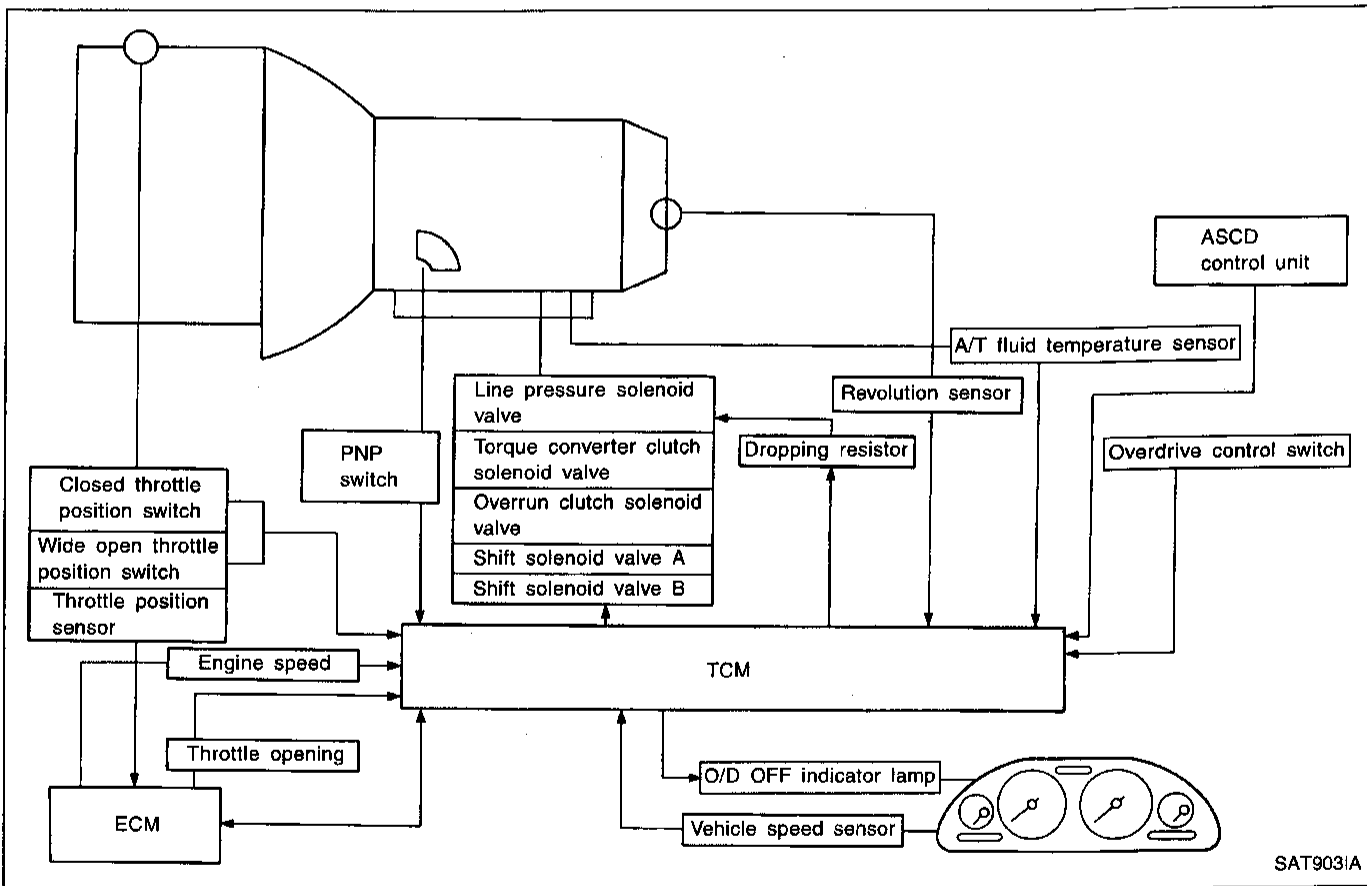 ASCD
control unit
A/T fluid temperature sensor
Line pressure solenoid
valve
Revolution sensor
Torque converter clutch
solenoid valve
Dropping resistor
Overdrive control switch
PNP
switch
Closed throttle
position switch
Overrun clutch solenoid
valve
Wide open throttle
position switch
Shift solenoid valve A
Shift solenoid valve B
Throttle position
sensor
Engine speed
TCM
Throttle opening
O/D OFF indicator lamp
ECM
Vehicle speed sensor
SAT903IA